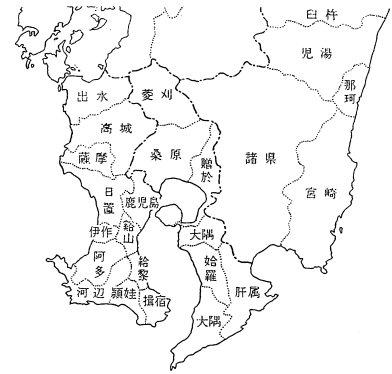 臼杵
児湯
那珂
出水
菱刈
高城
薩摩
桑原
贈於
諸県
宮崎
日置
鹿児島
谿山
伊作
大隅
阿多
給黎
姶羅
肝属
河辺
頴娃
揖宿
大隅